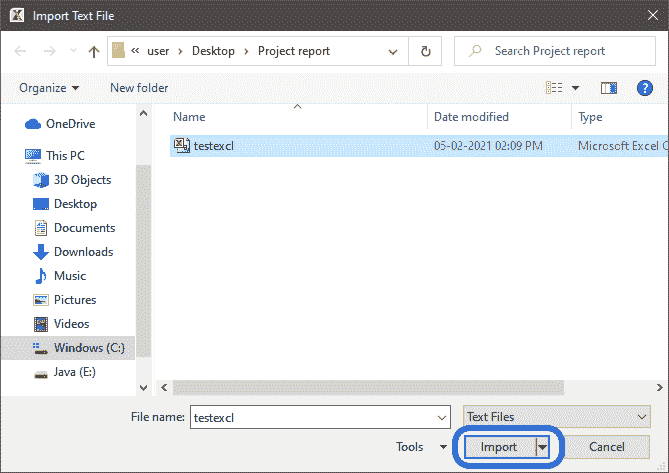 Import Text File
« user > Desktop > Project report
Search Project report
Organize
New folder
Name
Date modified
Type
OneDrive
testexcl
05-02-2021 02:09 PM
Microsoft Excel C
This PC
3D Objects
Desktop
Documents
Downloads
Music
Pictures
Videos
Windows (C:)
Java (E:)
File name:
testexcl
Text Files
Tools
Import
Cancel